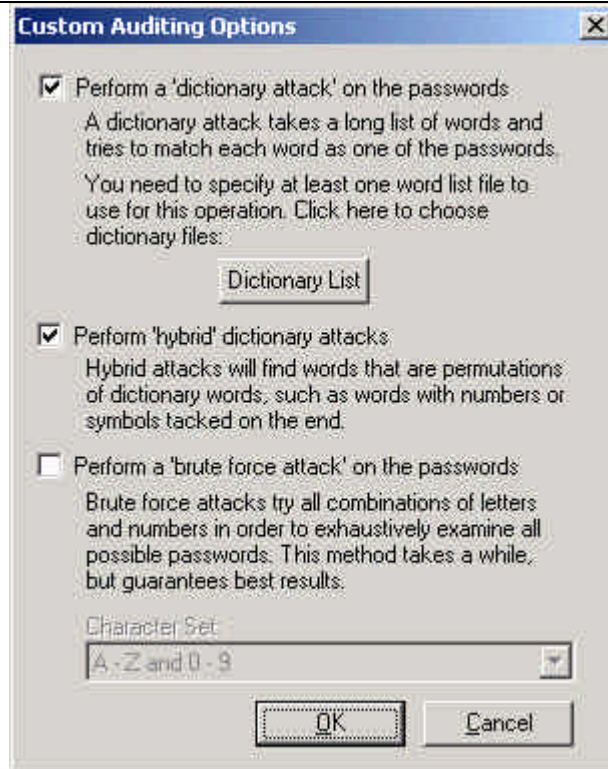 Custom Auditing Options
Perform a 'dictionary attack' on the passwords
A dictionary attack takes a long list of words and
tries to match each word as one of the passwords.
You need to specify at least one word list file to
use for this operation. Click here to choose
dictionary files:
Dictionary List
Perform 'hybrid' dictionary attacks
Hybrid attacks will find words that are permutations
of dictionary words, such as words with numbers or
symbols tacked on the end.
Perform a 'brute force attack' on the passwords
Brute force attacks try all combinations of letters
and numbers in order to exhaustively examine all
possible passwords. This method takes a while,
but guarantees best results.
Character Set
A - Z and 0 - 9
OK Cancel